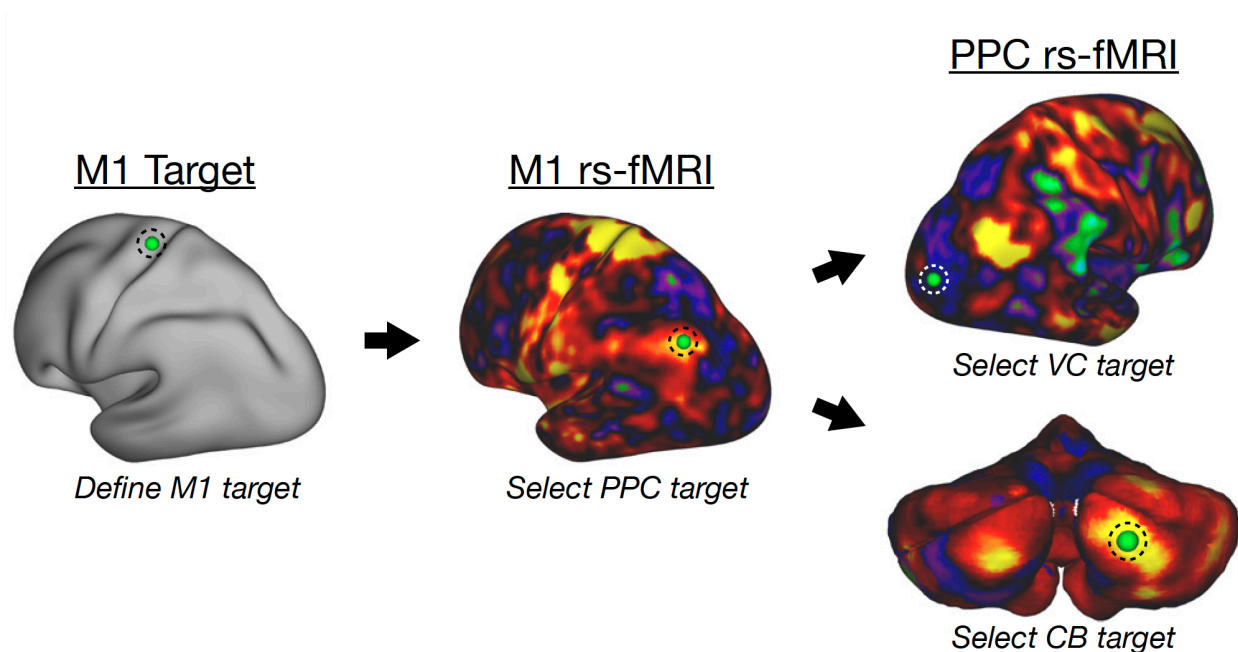 M1 Target
Define M1 target
M1 rs-fMRI
Select PPC target
PPC rs-fMRI
Select VC target
Select CB target